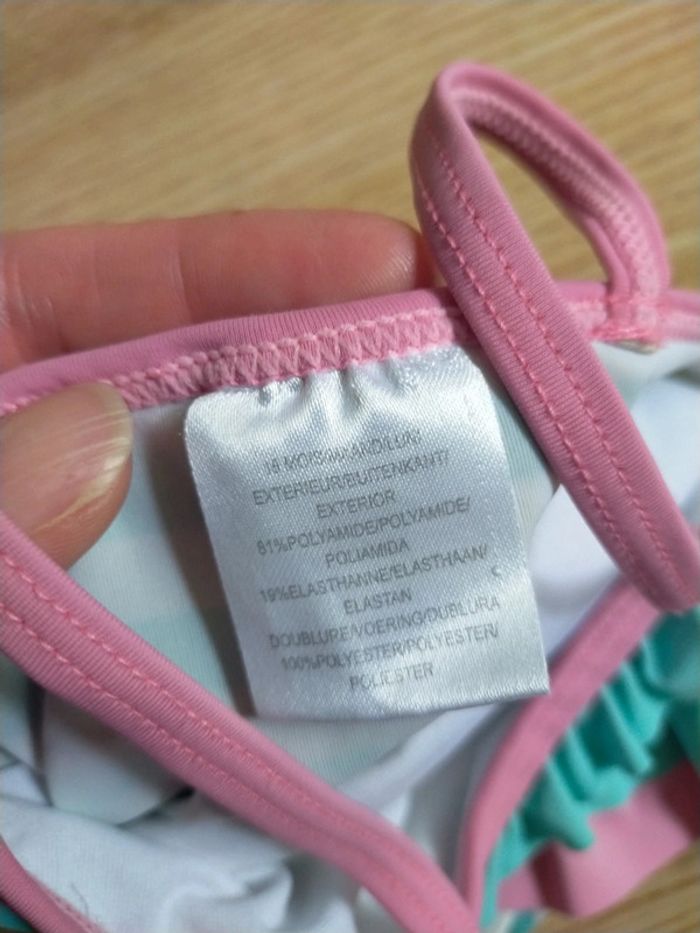 18 MOIS/MAAND/LUNI
EXTERIEUR/BUITENKANT/
EXTERIOR
81%POLYAMIDE/POLYAMIDE/
POLIAMIDA
19%ELASTHANNE/ELASTHAAN/
ELASTAN
DOUBLURE/VOERING/DUBLURA
100%POLYESTER/POLYESTER/
POLIESTER